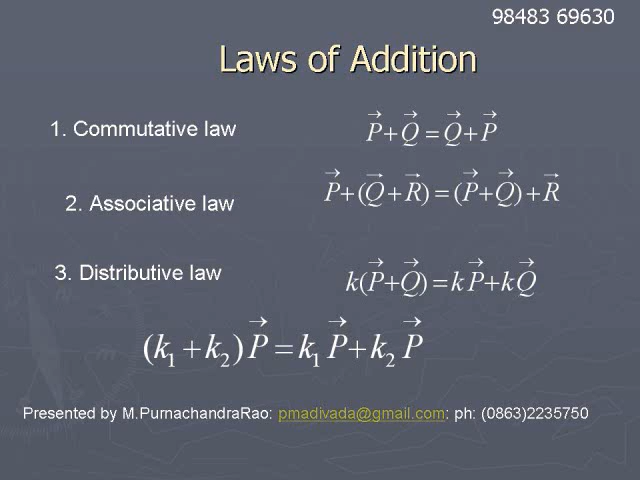 98483 69630
Laws of Addition
1. Commutative law P⃗+Q⃗=Q⃗+P⃗
2. Associative law P⃗+(Q⃗+R⃗)=(P⃗+Q⃗)+R⃗
3. Distributive law k(P⃗+Q⃗)=kP⃗+kQ⃗
(k₁+k₂)P⃗=k₁P⃗+k₂P⃗
Presented by M.PurnachandraRao: pmadivada@gmail.com: ph: (0863)2235750